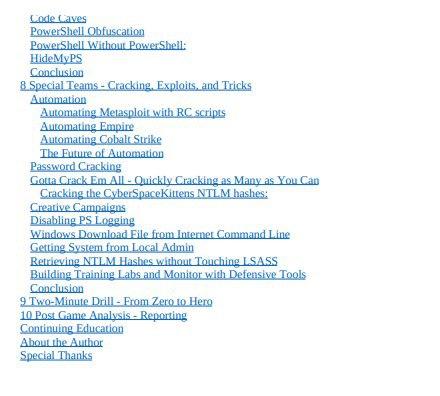 Code Caves
PowerShell Obfuscation
PowerShell Without PowerShell:
HideMyPS
Conclusion
8 Special Teams - Cracking, Exploits, and Tricks
Automation
Automating Metasploit with RC scripts
Automating Empire
Automating Cobalt Strike
The Future of Automation
Password Cracking
Gotta Crack Em All - Quickly Cracking as Many as You Can
Cracking the CyberSpaceKittens NTLM hashes:
Creative Campaigns
Disabling PS Logging
Windows Download File from Internet Command Line
Getting System from Local Admin
Retrieving NTLM Hashes without Touching LSASS
Building Training Labs and Monitor with Defensive Tools
Conclusion
9 Two-Minute Drill - From Zero to Hero
10 Post Game Analysis - Reporting
Continuing Education
About the Author
Special Thanks